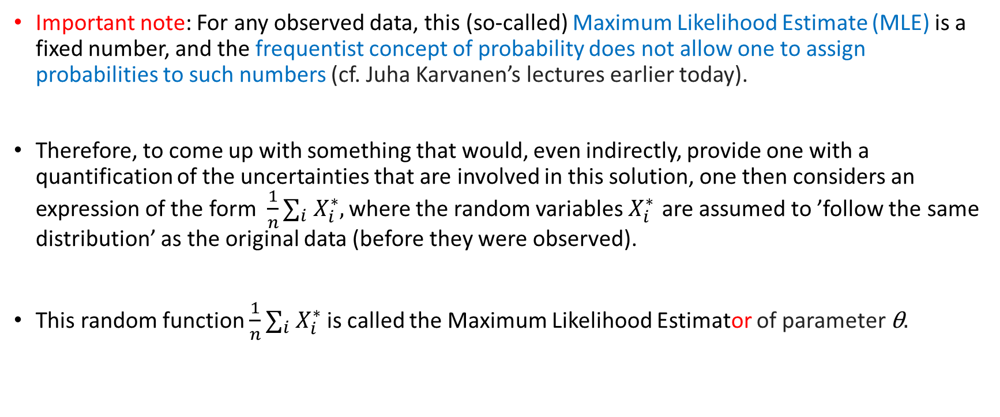 • Important note: For any observed data, this (so-called) Maximum Likelihood Estimate (MLE) is a
fixed number, and the frequentist concept of probability does not allow one to assign
probabilities to such numbers (cf. Juha Karvanen’s lectures earlier today).
• Therefore, to come up with something that would, even indirectly, provide one with a
quantification of the uncertainties that are involved in this solution, one then considers an
expression of the form $\frac{1}{n}\sum_i X_i^*$, where the random variables $X_i^*$ are assumed to ’follow the same
distribution’ as the original data (before they were observed).
• This random function $\frac{1}{n}\sum_i X_i^*$ is called the Maximum Likelihood Estimator of parameter θ.